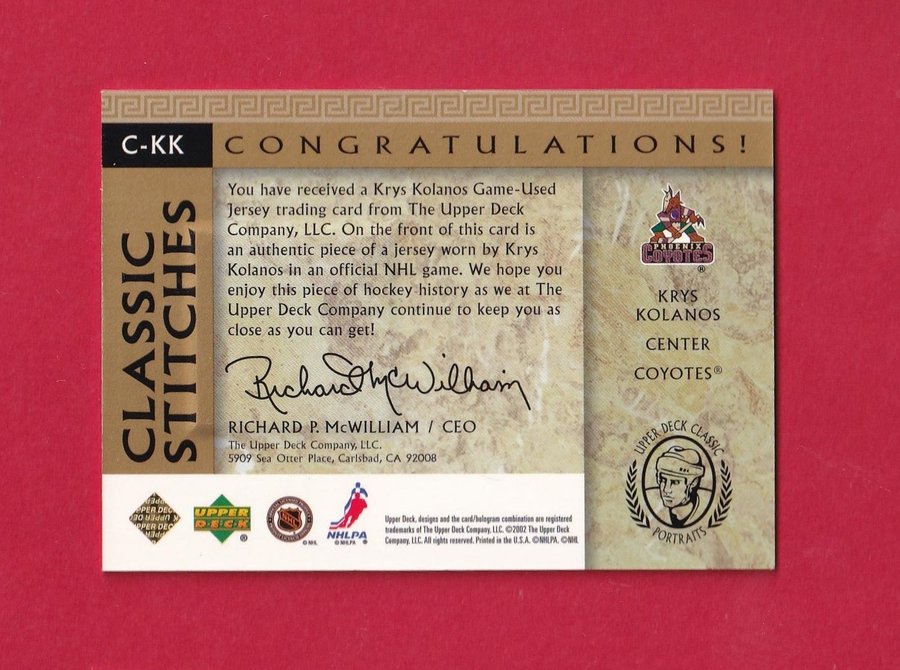 C-KK
CONGRATULATIONS!
CLASSIC
STITCHES
You have received a Krys Kolanos Game-Used
Jersey trading card from The Upper Deck
Company, LLC. On the front of this card is
an authentic piece of a jersey worn by Krys
Kolanos in an official NHL game. We hope you
enjoy this piece of hockey history as we at The
Upper Deck Company continue to keep you as
close as you can get!
Richard McWilliam
RICHARD P. McWILLIAM / CEO
The Upper Deck Company, LLC.
5909 Sea Otter Place, Carlsbad, CA 92008
PHOENIX
COYOTES
®
KRYS
KOLANOS
CENTER
COYOTES®
UPPER DECK CLASSIC
PORTRAITS
UPPER DEC
UPPER
DECK
®
NHL
©NHL
NHLPA
©NHLPA
Upper Deck, designs and the card/hologram combination are registered
trademarks of The Upper Deck Company, LLC. ©2002 The Upper Deck
Company, LLC. All rights reserved. Printed in the U.S.A. ©NHLPA. ©NHL